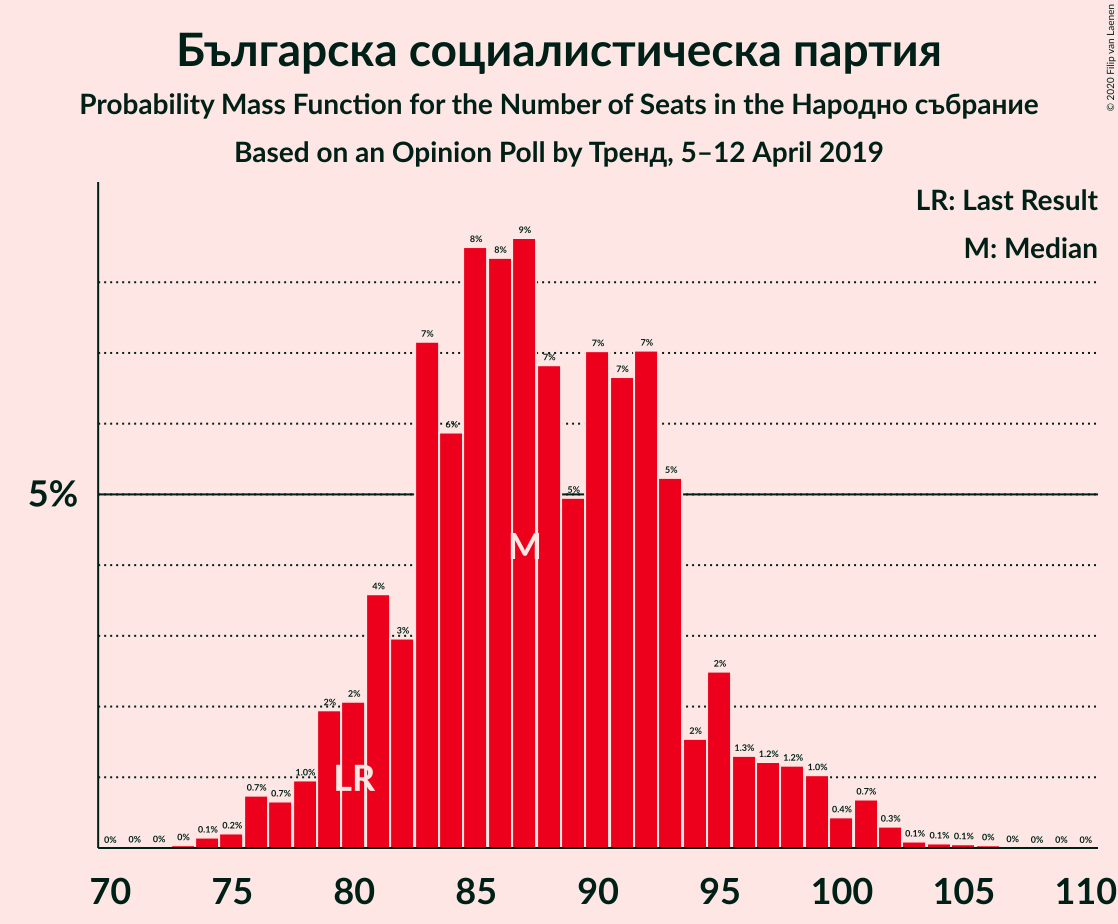 Българска социалистическа партия
Probability Mass Function for the Number of Seats in the Народно събрание
Based on an Opinion Poll by Тренд, 5–12 April 2019
© 2020 Filip van Laenen
LR: Last Result
M: Median
5%
0% 0% 0% 0% 0.1% 0.2% 0.7% 0.7% 1.0% 2% 2% 4% 3% 7% 6% 8% 8% 9% 7% 5% 7% 7% 7% 5% 2% 2% 1.3% 1.2% 1.2% 1.0% 0.4% 0.7% 0.3% 0.1% 0.1% 0.1% 0% 0% 0% 0% 0%
M
LR
70 75 80 85 90 95 100 105 110